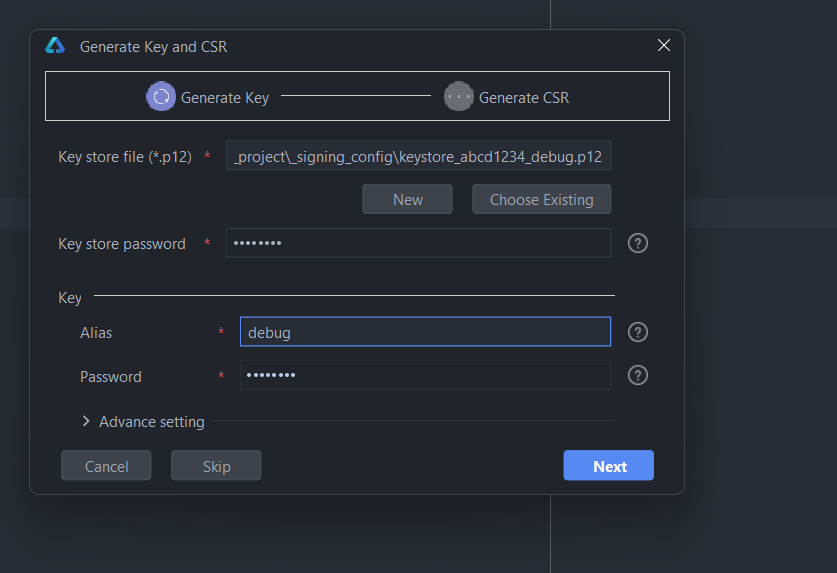 Generate Key and CSR
Generate Key
Generate CSR
Key store file (*.p12) * _project\_signing_config\keystore_abcd1234_debug.p12
New Choose Existing
Key store password * •••••••• ?
Key
Alias * debug ?
Password * •••••••• ?
Advance setting
Cancel Skip Next